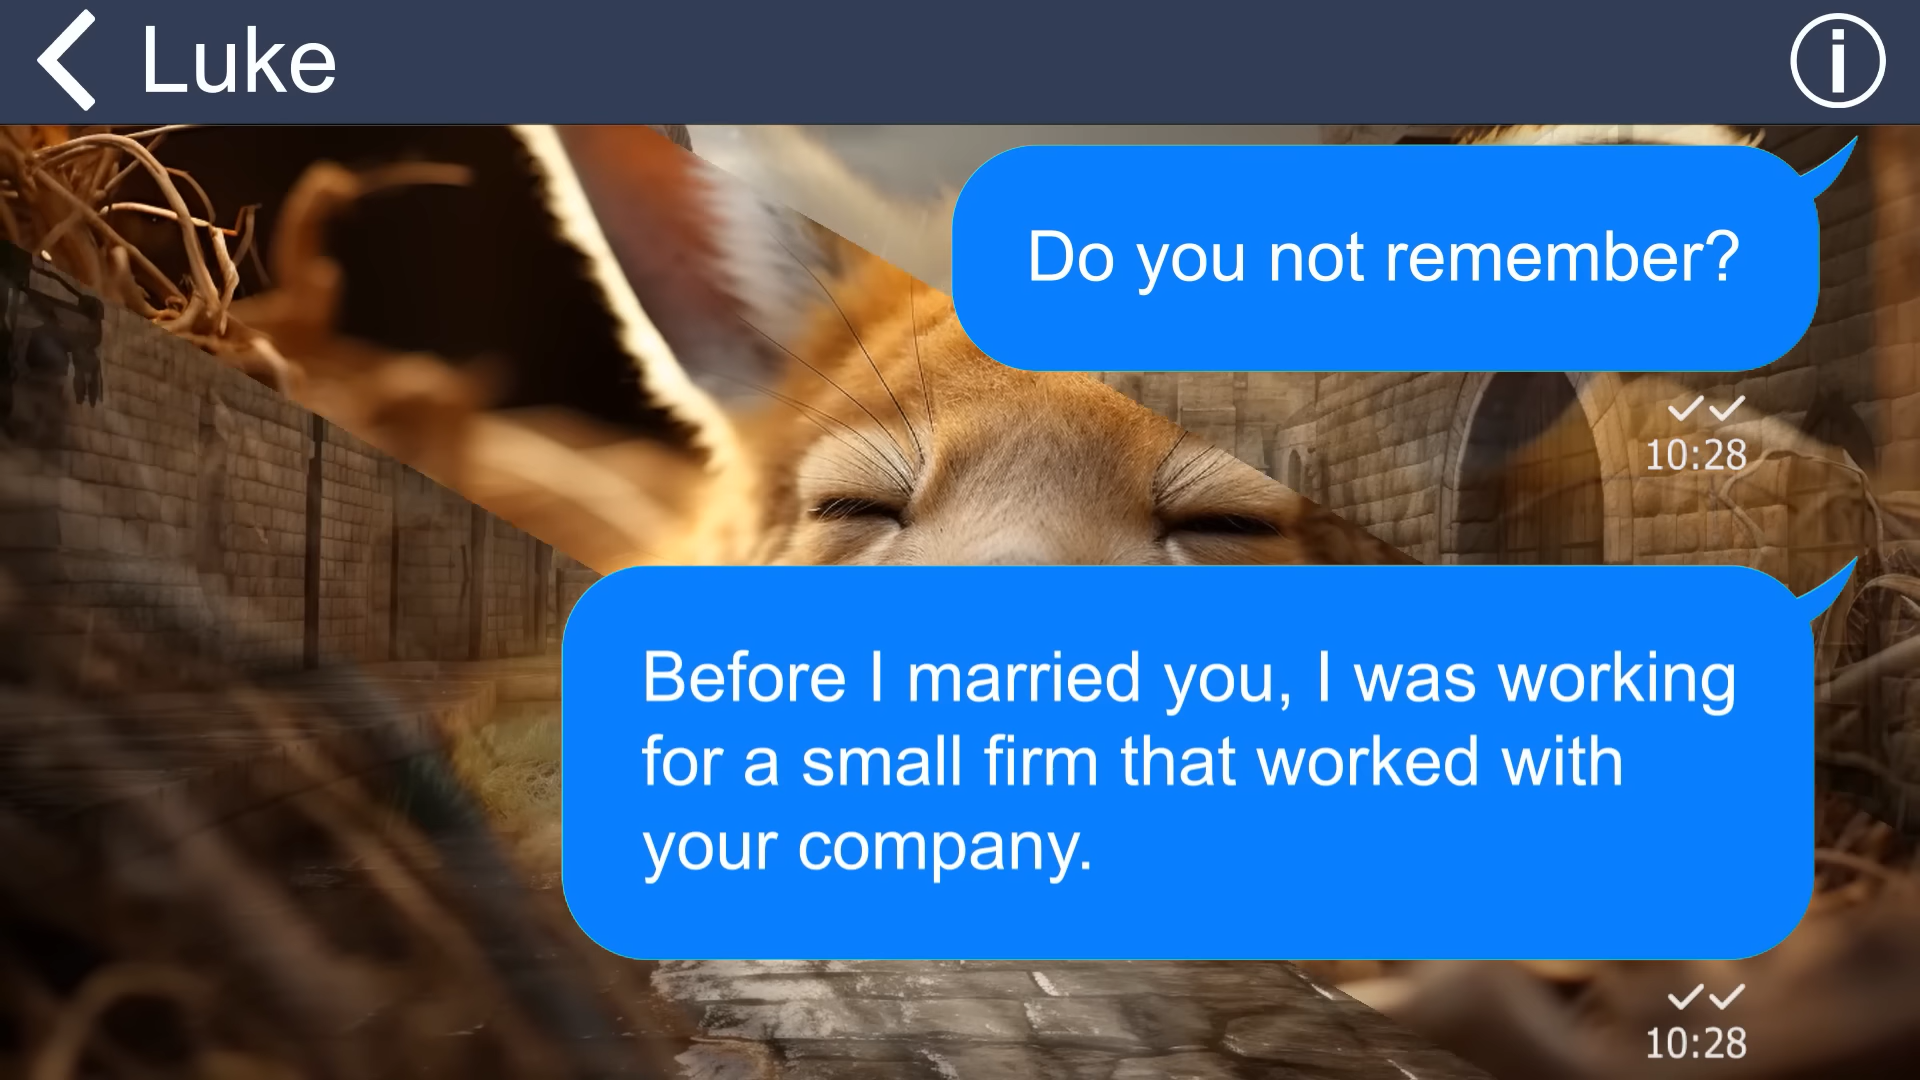 Luke
Do you not remember?
10:28
Before I married you, I was working
for a small firm that worked with
your company.
10:28